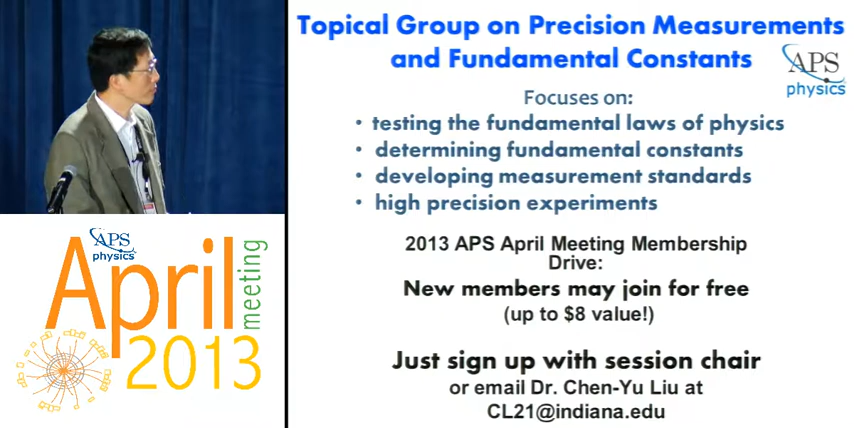 Topical Group on Precision Measurements
and Fundamental Constants
APS
physics
Focuses on:
• testing the fundamental laws of physics
• determining fundamental constants
• developing measurement standards
• high precision experiments
2013 APS April Meeting Membership
Drive:
New members may join for free
(up to $8 value!)
Just sign up with session chair
or email Dr. Chen-Yu Liu at
CL21@indiana.edu
APS
physics
April
meeting
2013